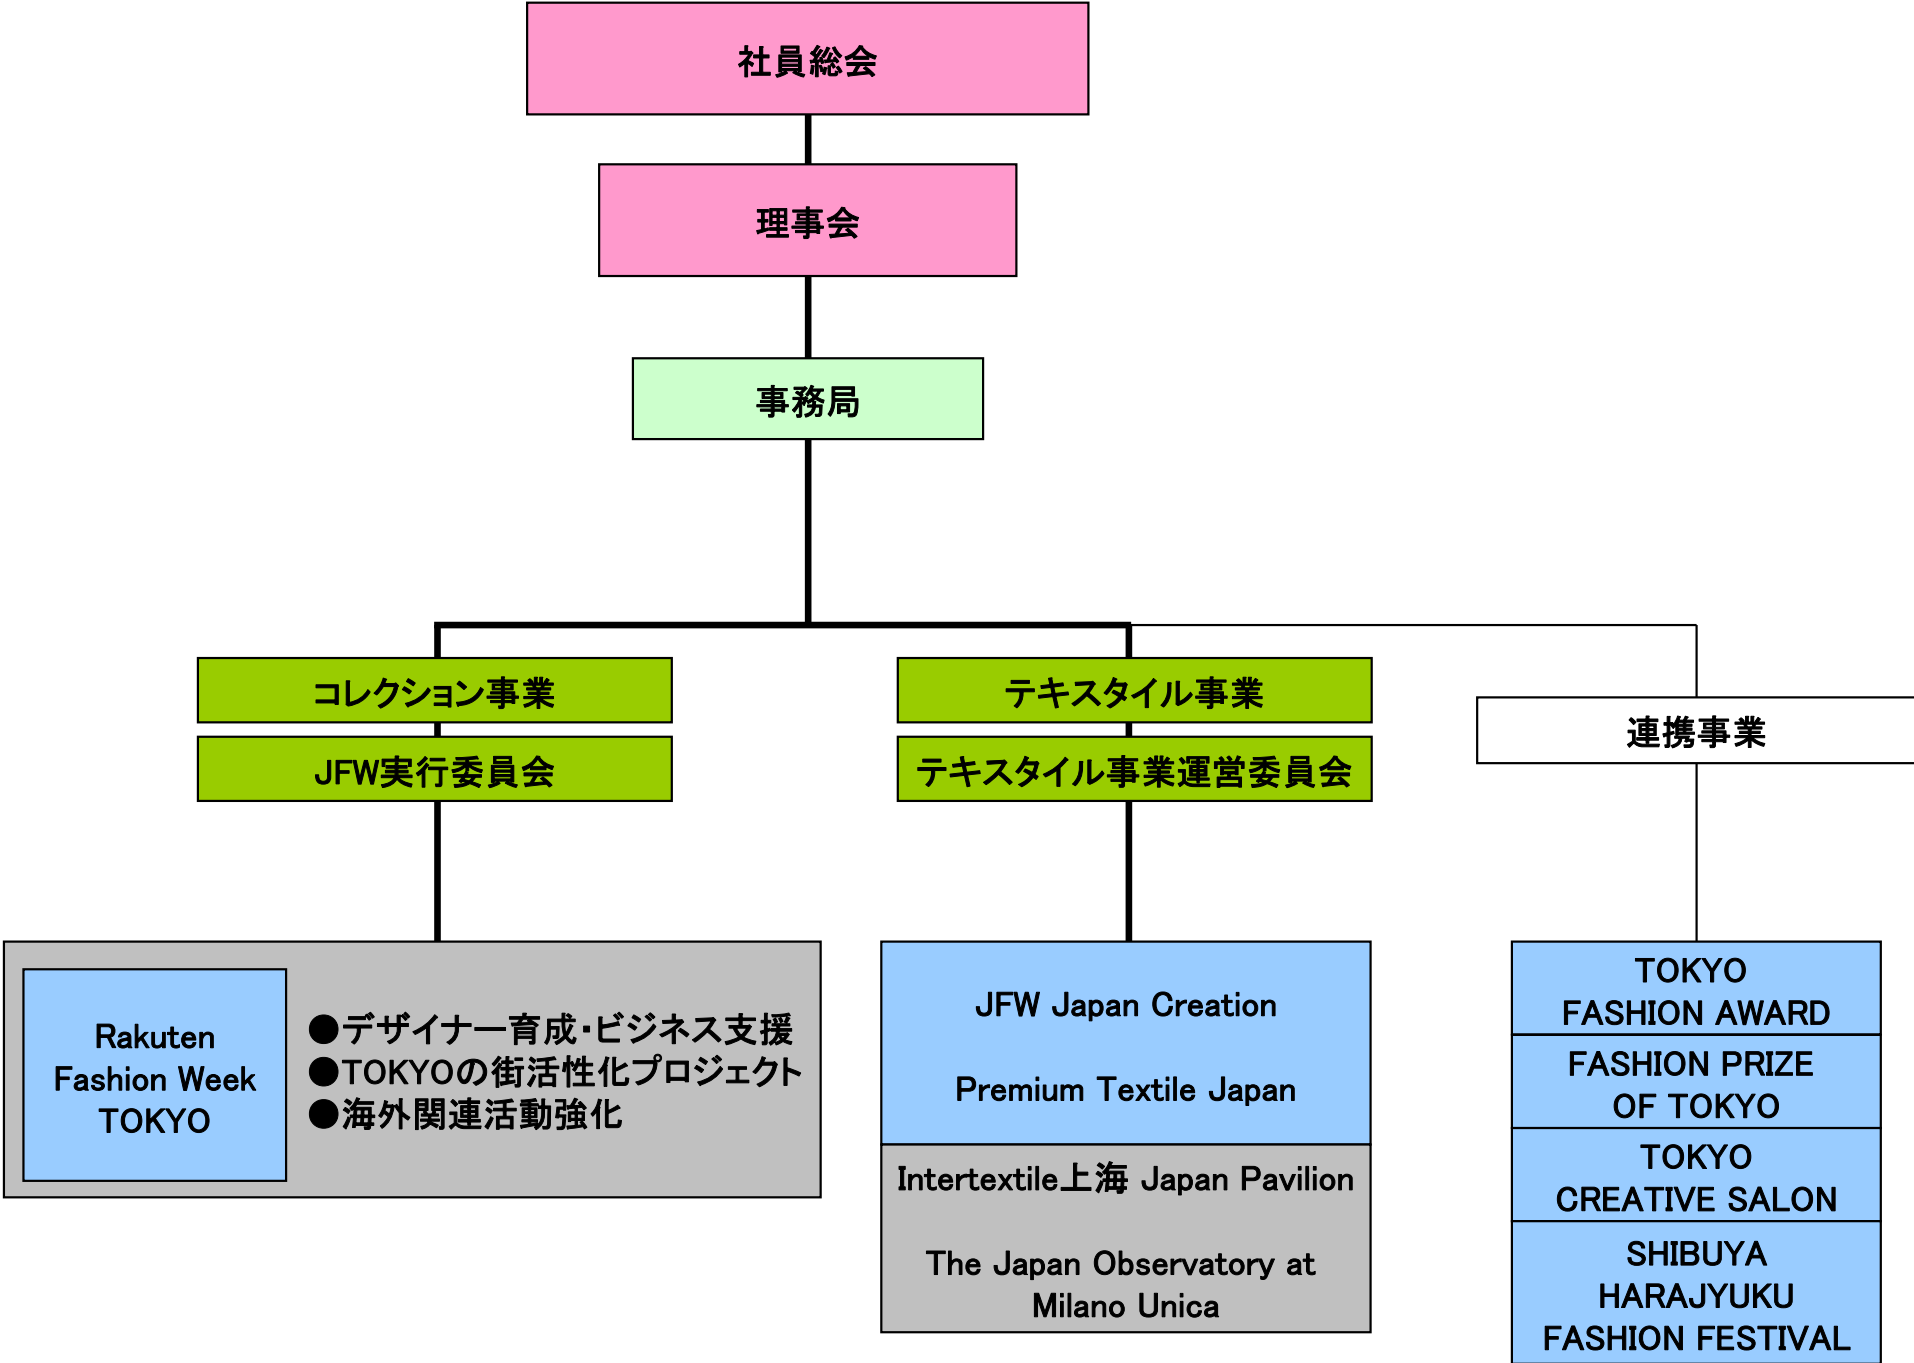 社員総会
理事会
事務局
コレクション事業
JFW実行委員会
テキスタイル事業
テキスタイル事業運営委員会
連携事業
Rakuten
Fashion Week
TOKYO
●デザイナー育成・ビジネス支援
●TOKYOの街活性化プロジェクト
●海外関連活動強化
JFW Japan Creation
Premium Textile Japan
Intertextile上海 Japan Pavilion
The Japan Observatory at
Milano Unica
TOKYO
FASHION AWARD
FASHION PRIZE
OF TOKYO
TOKYO
CREATIVE SALON
SHIBUYA
HARAJYUKU
FASHION FESTIVAL